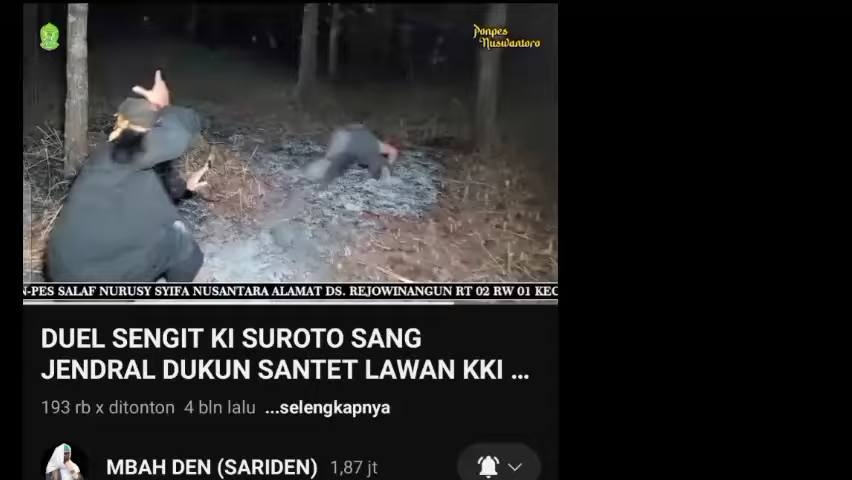 Ponpes
Nuswantoro
N-PES SALAF NURUSY SYIFA NUSANTARA ALAMAT DS. REJOWINANGUN RT 02 RW 01 KEC
DUEL SENGIT KI SUROTO SANG
JENDRAL DUKUN SANTET LAWAN KKI ...
193 rb x ditonton 4 bln lalu ...selengkapnya
MBAH DEN (SARIDEN) 1,87 jt